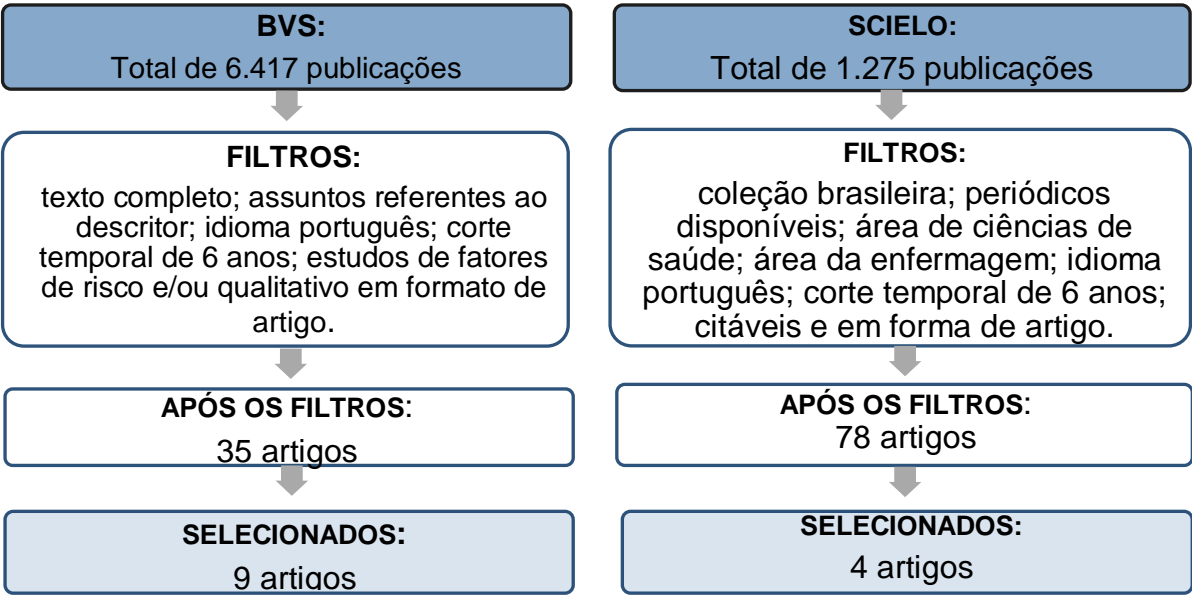 BVS:
Total de 6.417 publicações
FILTROS:
texto completo; assuntos referentes ao
descritor; idioma português; corte
temporal de 6 anos; estudos de fatores
de risco e/ou qualitativo em formato de
artigo.
APÓS OS FILTROS:
35 artigos
SELECIONADOS:
9 artigos
SCIELO:
Total de 1.275 publicações
FILTROS:
coleção brasileira; periódicos
disponíveis; área de ciências de
saúde; área da enfermagem; idioma
português; corte temporal de 6 anos;
citáveis e em forma de artigo.
APÓS OS FILTROS:
78 artigos
SELECIONADOS:
4 artigos